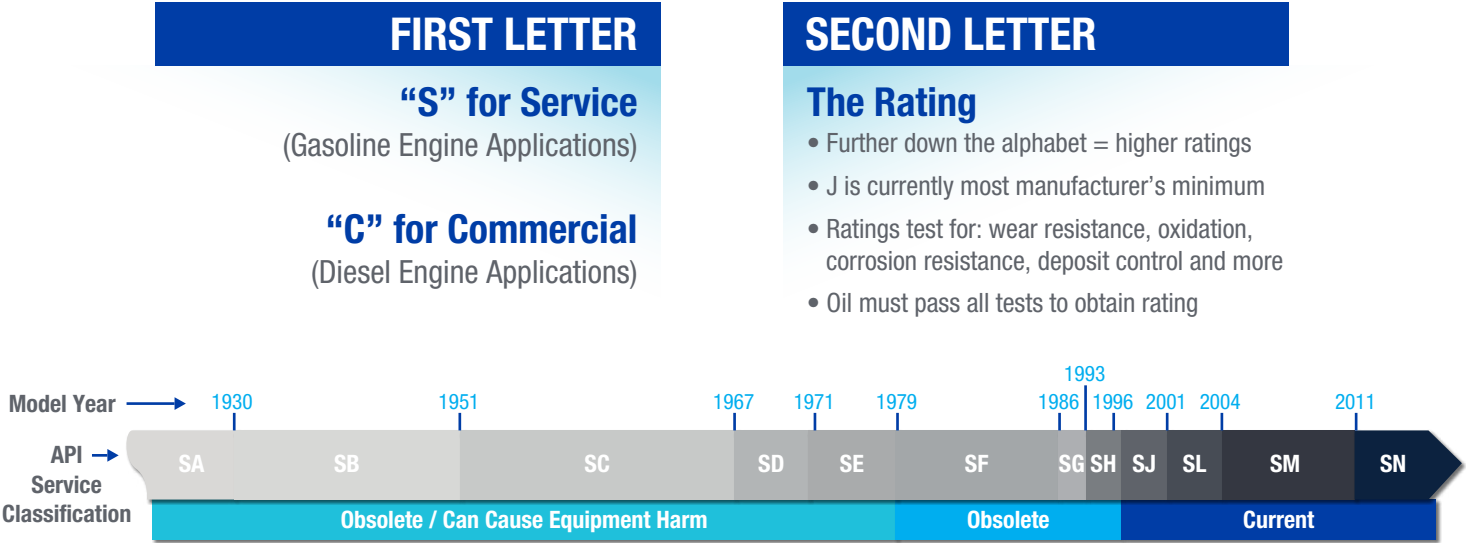 FIRST LETTER
“S” for Service
(Gasoline Engine Applications)
“C” for Commercial
(Diesel Engine Applications)
SECOND LETTER
The Rating
• Further down the alphabet = higher ratings
• J is currently most manufacturer’s minimum
• Ratings test for: wear resistance, oxidation,
corrosion resistance, deposit control and more
• Oil must pass all tests to obtain rating
Model Year
1930 1951 1967 1971 1979 1986 1993 1996 2001 2004 2011
API
Service
Classification
SA SB SC SD SE SF SG SH SJ SL SM SN
Obsolete / Can Cause Equipment Harm Obsolete Current